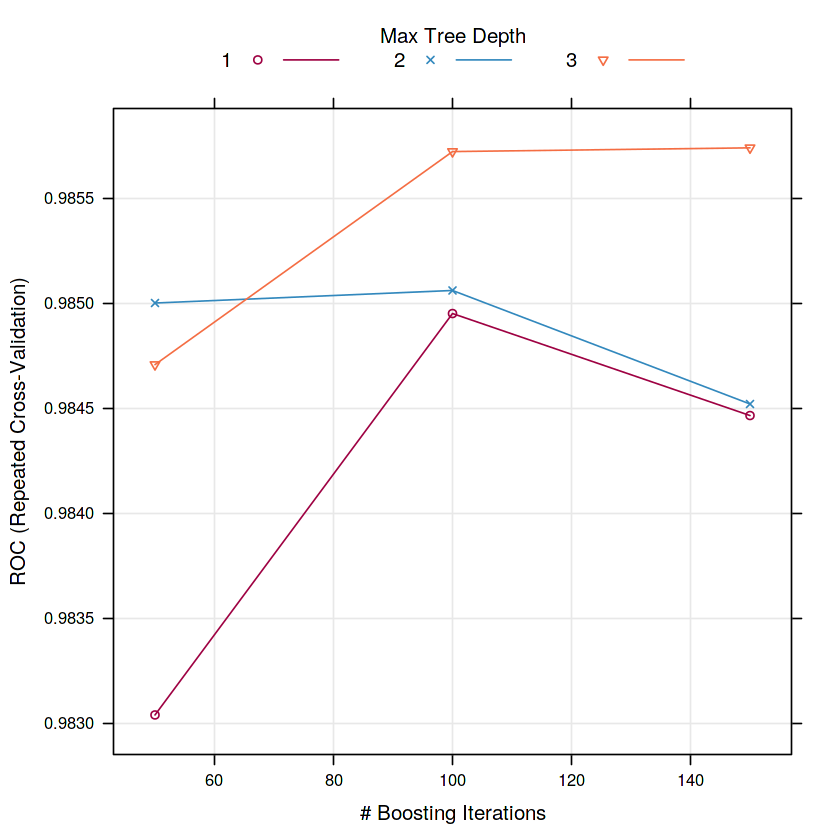 Max Tree Depth
1 2 3
0.9855
0.9850
0.9845
0.9840
0.9835
0.9830
ROC (Repeated Cross-Validation)
60 80 100 120 140
# Boosting Iterations